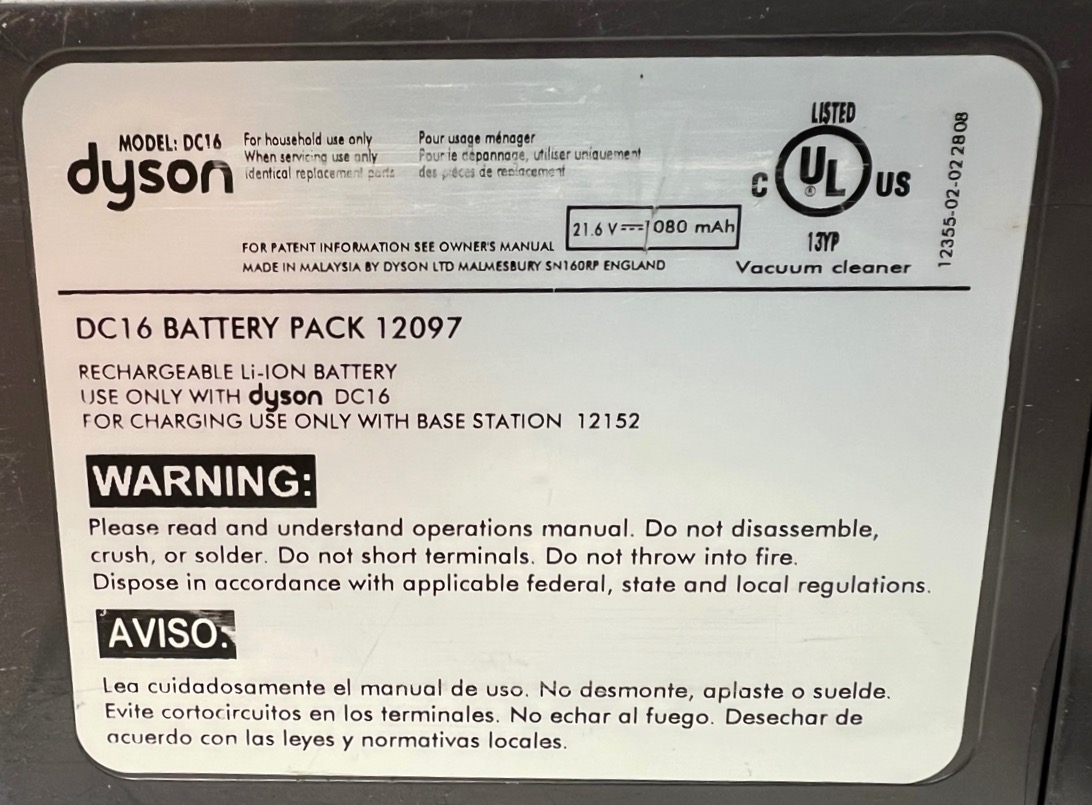 MODEL: DC16
dyson
For household use only
When servicing use only
identical replacement parts
Pour usage ménager
Pour le dépannage, utiliser uniquement
des pièces de remplacement
21.6 V⎓1080 mAh
FOR PATENT INFORMATION SEE OWNER'S MANUAL
MADE IN MALAYSIA BY DYSON LTD MALMESBURY SN160RP ENGLAND
LISTED
C UL ® US
13YP
Vacuum cleaner
12355-02-02 2808
DC16 BATTERY PACK 12097
RECHARGEABLE Li-ION BATTERY
USE ONLY WITH dyson DC16
FOR CHARGING USE ONLY WITH BASE STATION 12152
WARNING:
Please read and understand operations manual. Do not disassemble,
crush, or solder. Do not short terminals. Do not throw into fire.
Dispose in accordance with applicable federal, state and local regulations.
AVISO:
Lea cuidadosamente el manual de uso. No desmonte, aplaste o suelde.
Evite cortocircuitos en los terminales. No echar al fuego. Desechar de
acuerdo con las leyes y normativas locales.